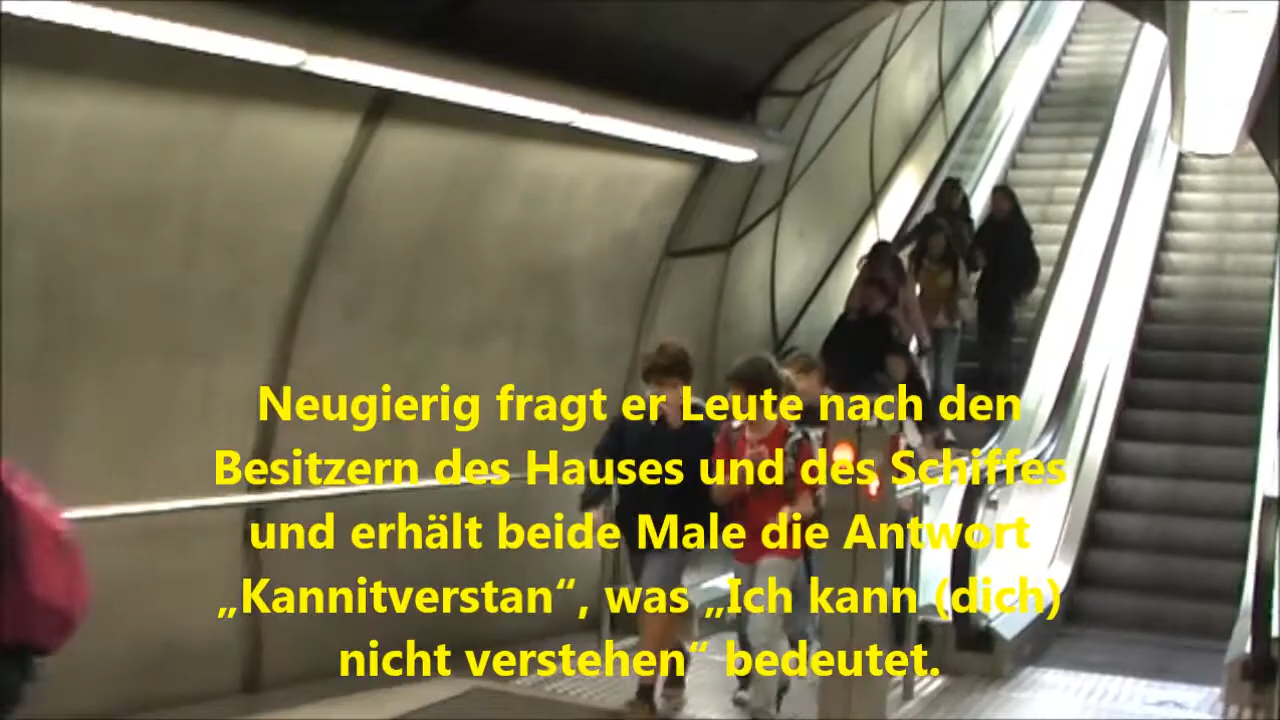 Neugierig fragt er Leute nach den
Besitzern des Hauses und des Schiffes
und erhält beide Male die Antwort
„Kannitverstan“, was „Ich kann (dich)
nicht verstehen“ bedeutet.